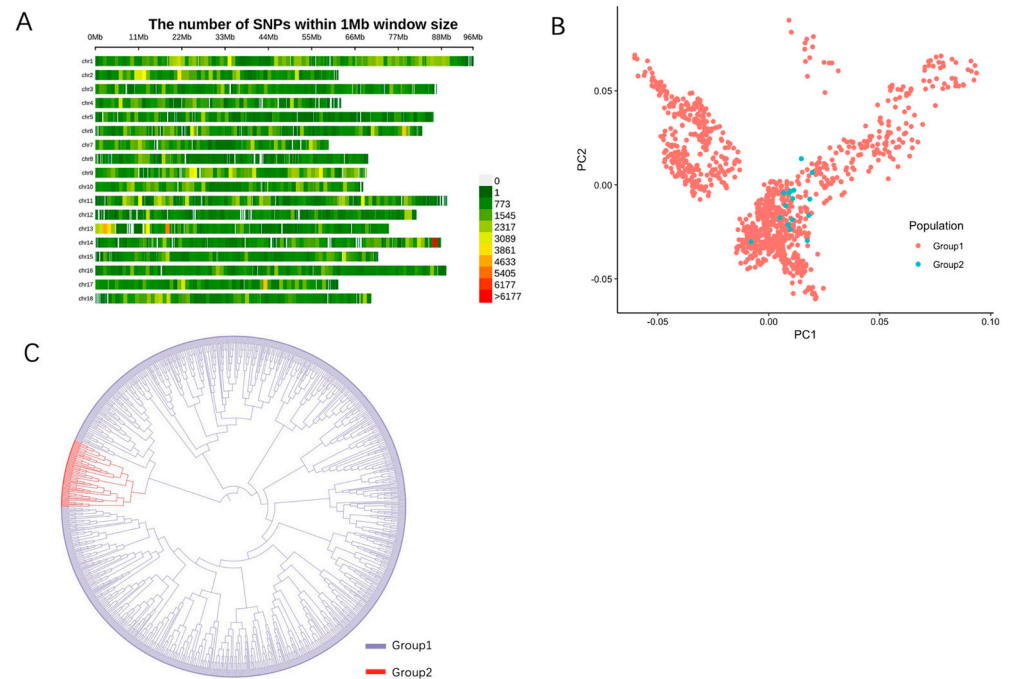 A
The number of SNPs within 1Mb window size
0Mb 11Mb 22Mb 33Mb 44Mb 55Mb 66Mb 77Mb 88Mb 96Mb
chr1
chr2
chr3
chr4
chr5
chr6
chr7
chr8
chr9
chr10
chr11
chr12
chr13
chr14
chr15
chr16
chr17
chr18
0
1
773
1545
2317
3089
3861
4633
5405
6177
>6177
B
PC2
0.05
0.00
-0.05
-0.05 0.00 0.05 0.10
PC1
Population
Group1
Group2
C
Group1
Group2